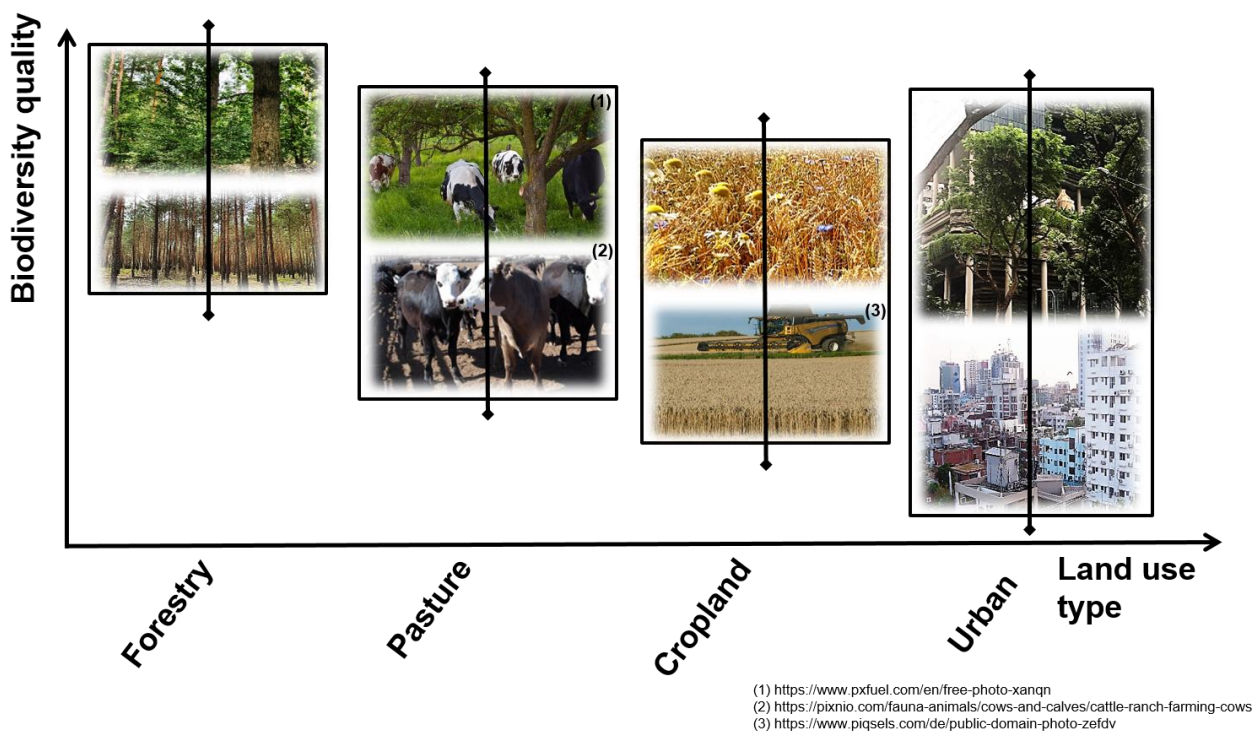 Biodiversity quality
(1)
(2)
(3)
Forestry
Pasture
Cropland
Urban
Land use
type
(1) https://www.pxfuel.com/en/free-photo-xanqn
(2) https://pixnio.com/fauna-animals/cows-and-calves/cattle-ranch-farming-cows
(3) https://www.piqsels.com/de/public-domain-photo-zefdv